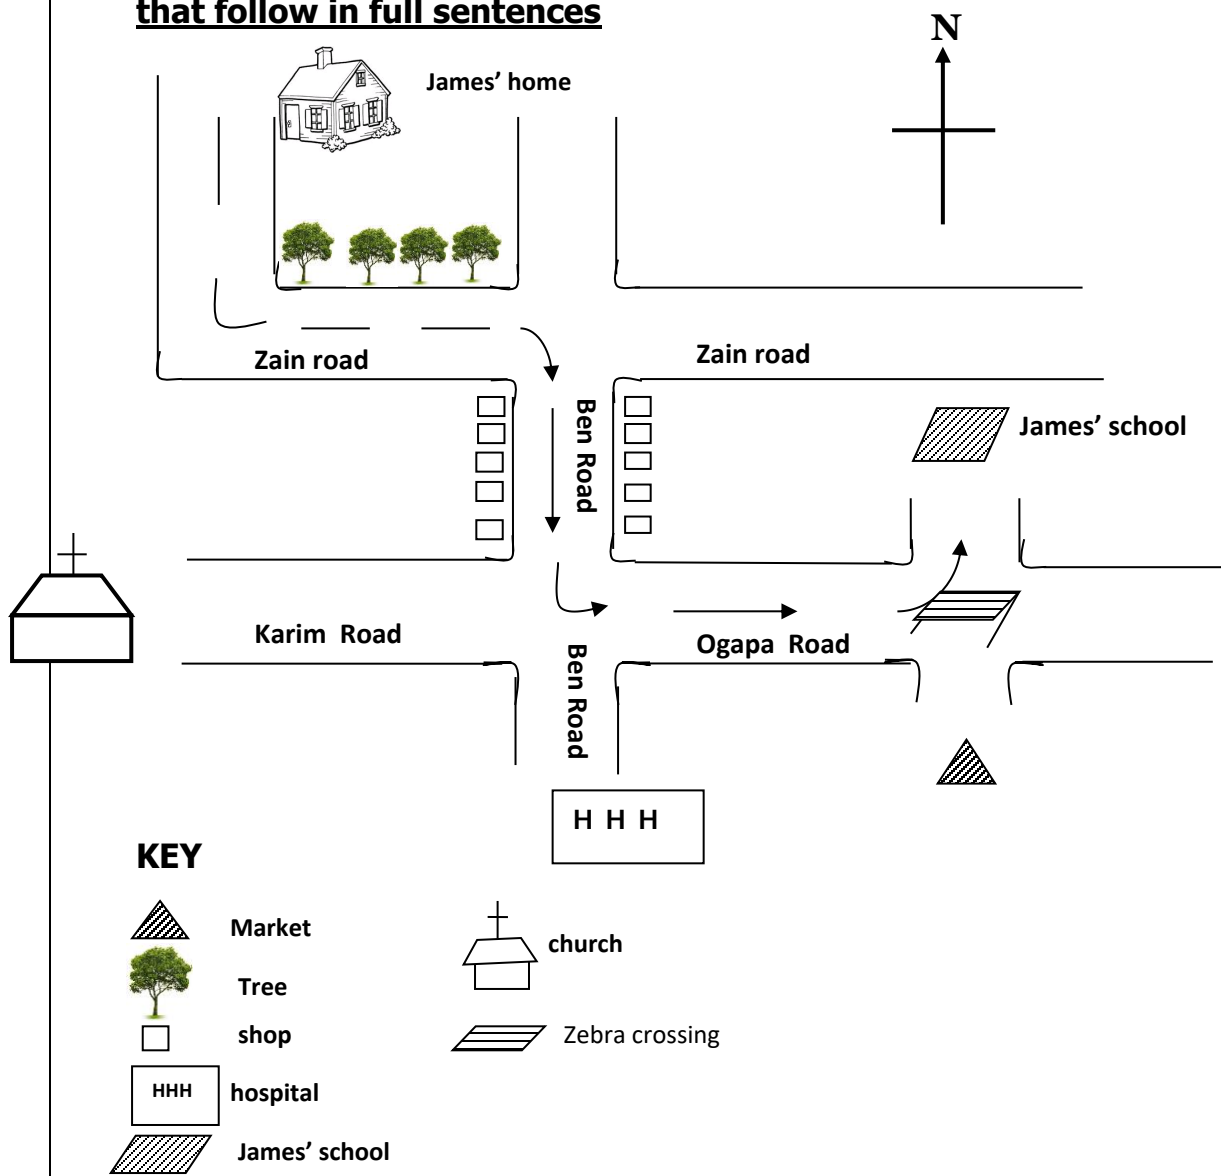 that follow in full sentences
N
James’ home
Zain road
Zain road
Ben Road
James’ school
Karim Road
Ogapa Road
Ben Road
H H H
KEY
Market
church
Tree
shop
Zebra crossing
HHH
hospital
James’ school